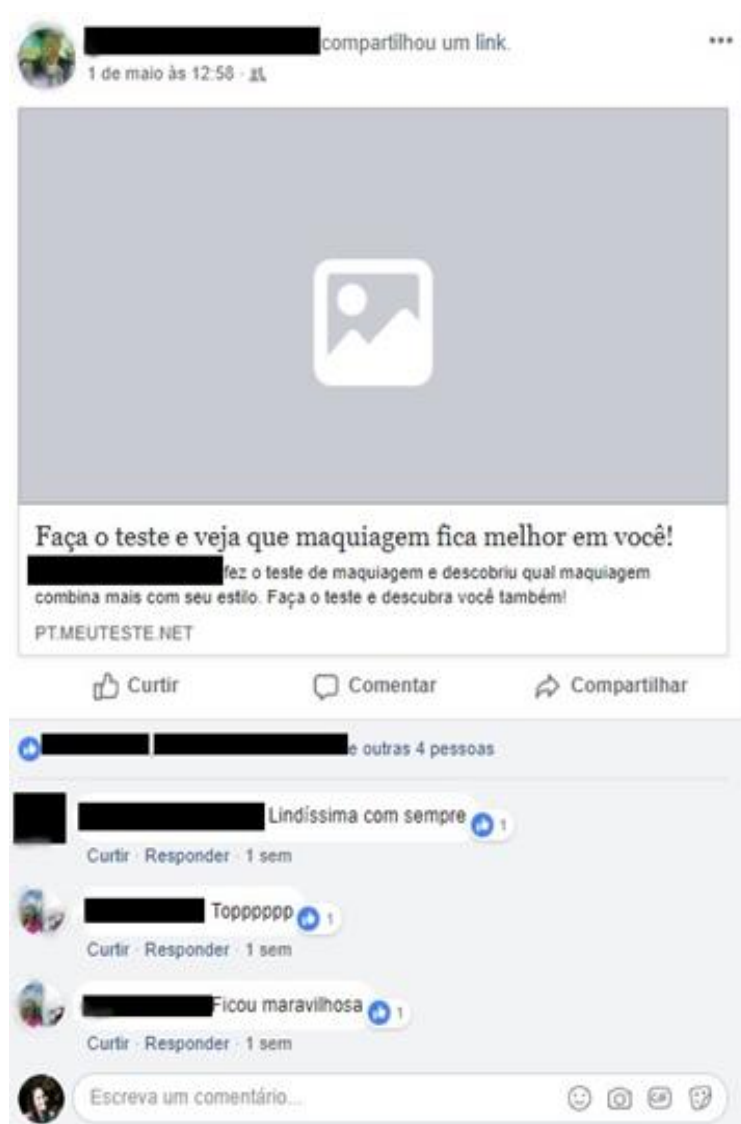 compartilhou um link.
1 de maio às 12:58
Faça o teste e veja que maquiagem fica melhor em você!
fez o teste de maquiagem e descobriu qual maquiagem
combina mais com seu estilo. Faça o teste e descubra você também!
PT.MEUTESTE.NET
Curtir Comentar Compartilhar
e outras 4 pessoas
Lindíssima com sempre 1
Curtir · Responder · 1 sem
Topppppp 1
Curtir · Responder · 1 sem
Ficou maravilhosa 1
Curtir · Responder · 1 sem
Escreva um comentário... GIF